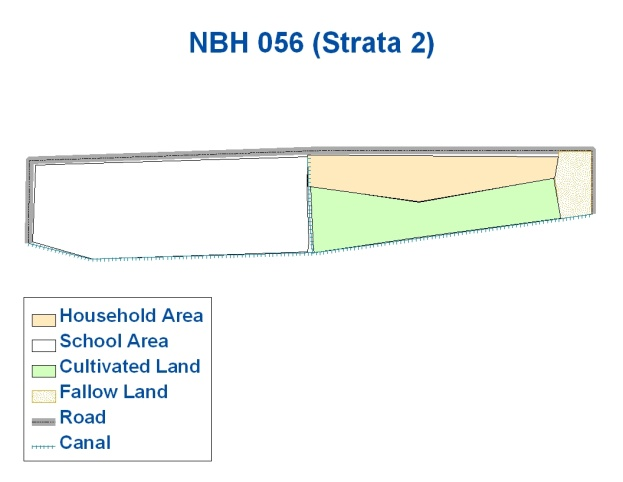 NBH 056 (Strata 2)
Household Area
School Area
Cultivated Land
Fallow Land
Road
Canal